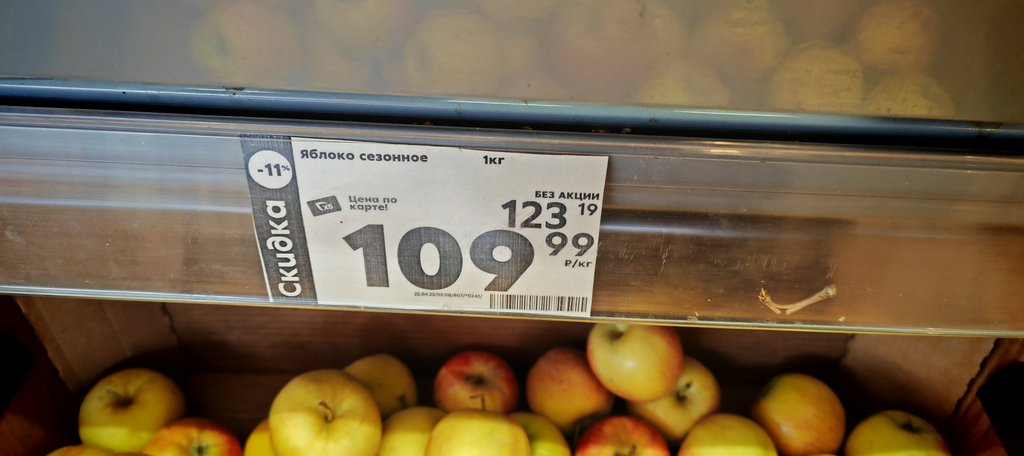 Яблоко сезонное 1кг
-11%
Скидка
Цена по
карте!
БЕЗ АКЦИИ
123 19
109 99
₽/кг